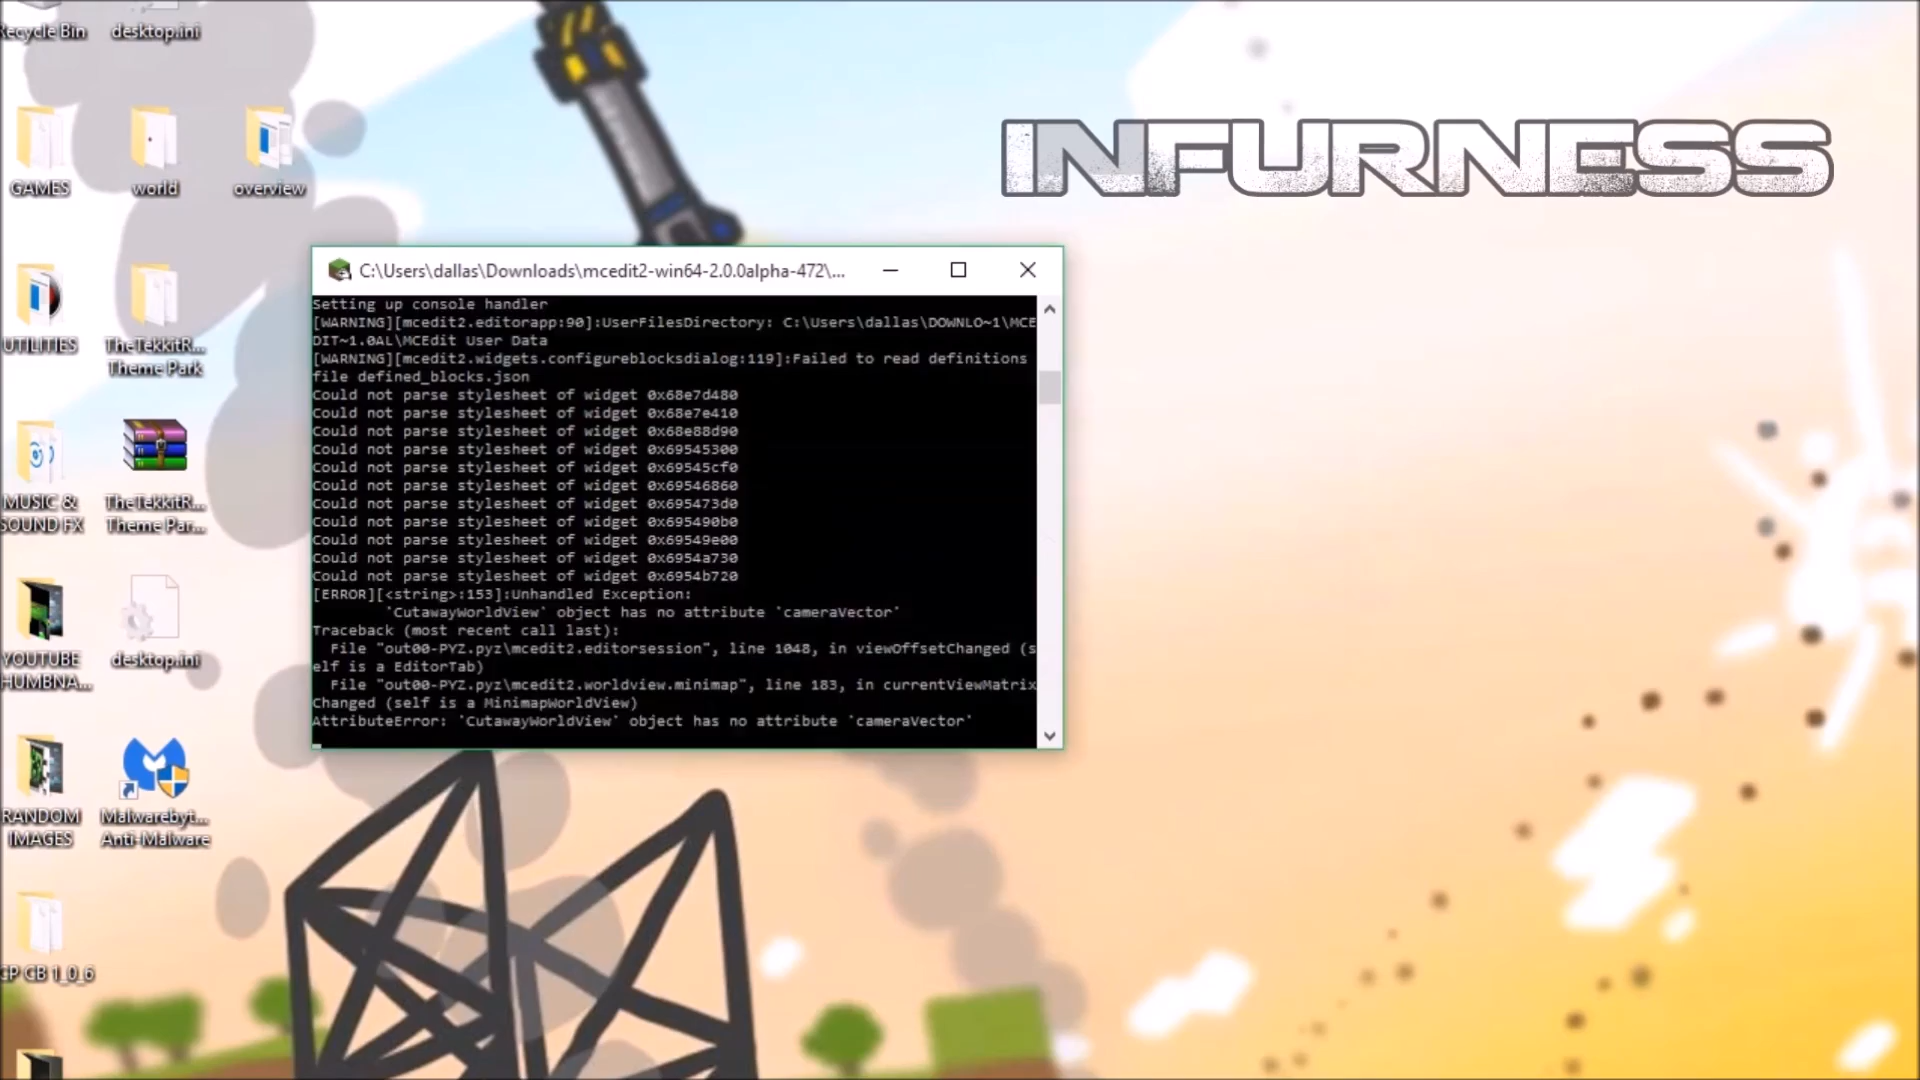 Recycle Bin
desktop.ini
GAMES
world
overview
INFURNESS
UTILITIES
TheTekkitR...
Theme Park
MUSIC &
SOUND FX
TheTekkitR...
Theme Par...
YOUTUBE
THUMBNA...
desktop.ini
RANDOM
IMAGES
Malwarebyt...
Anti-Malware
CP CB 1_0_6
C:\Users\dallas\Downloads\mcedit2-win64-2.0.0alpha-472\...
Setting up console handler
[WARNING][mcedit2.editorapp:90]:UserFilesDirectory: C:\Users\dallas\DOWNLO~1\MCE
DIT~1.0AL\MCEdit User Data
[WARNING][mcedit2.widgets.configureblocksdialog:119]:Failed to read definitions
file defined_blocks.json
Could not parse stylesheet of widget 0x68e7d480
Could not parse stylesheet of widget 0x68e7e410
Could not parse stylesheet of widget 0x68e88d90
Could not parse stylesheet of widget 0x69545300
Could not parse stylesheet of widget 0x69545cf0
Could not parse stylesheet of widget 0x69546860
Could not parse stylesheet of widget 0x695473d0
Could not parse stylesheet of widget 0x695490b0
Could not parse stylesheet of widget 0x69549e00
Could not parse stylesheet of widget 0x6954a730
Could not parse stylesheet of widget 0x6954b720
[ERROR][<string>:153]:Unhandled Exception:
'CutawayWorldView' object has no attribute 'cameraVector'
Traceback (most recent call last):
File "out00-PYZ.pyz\mcedit2.editorsession", line 1048, in viewOffsetChanged (s
elf is a EditorTab)
File "out00-PYZ.pyz\mcedit2.worldview.minimap", line 183, in currentViewMatrix
Changed (self is a MinimapWorldView)
AttributeError: 'CutawayWorldView' object has no attribute 'cameraVector'